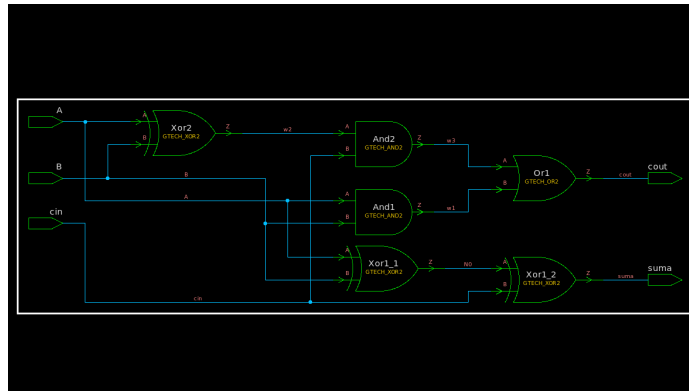 A
A
Xor2
GTECH_XOR2
B
Z
w2
A
And2
GTECH_AND2
B
Z
w3
B
B
A
A
And1
GTECH_AND2
B
Z
w1
A
Or1
GTECH_OR2
B
Z
cout
cout
cin
A
Xor1_1
GTECH_XOR2
B
Z
N0
A
Xor1_2
GTECH_XOR2
B
Z
suma
suma
cin